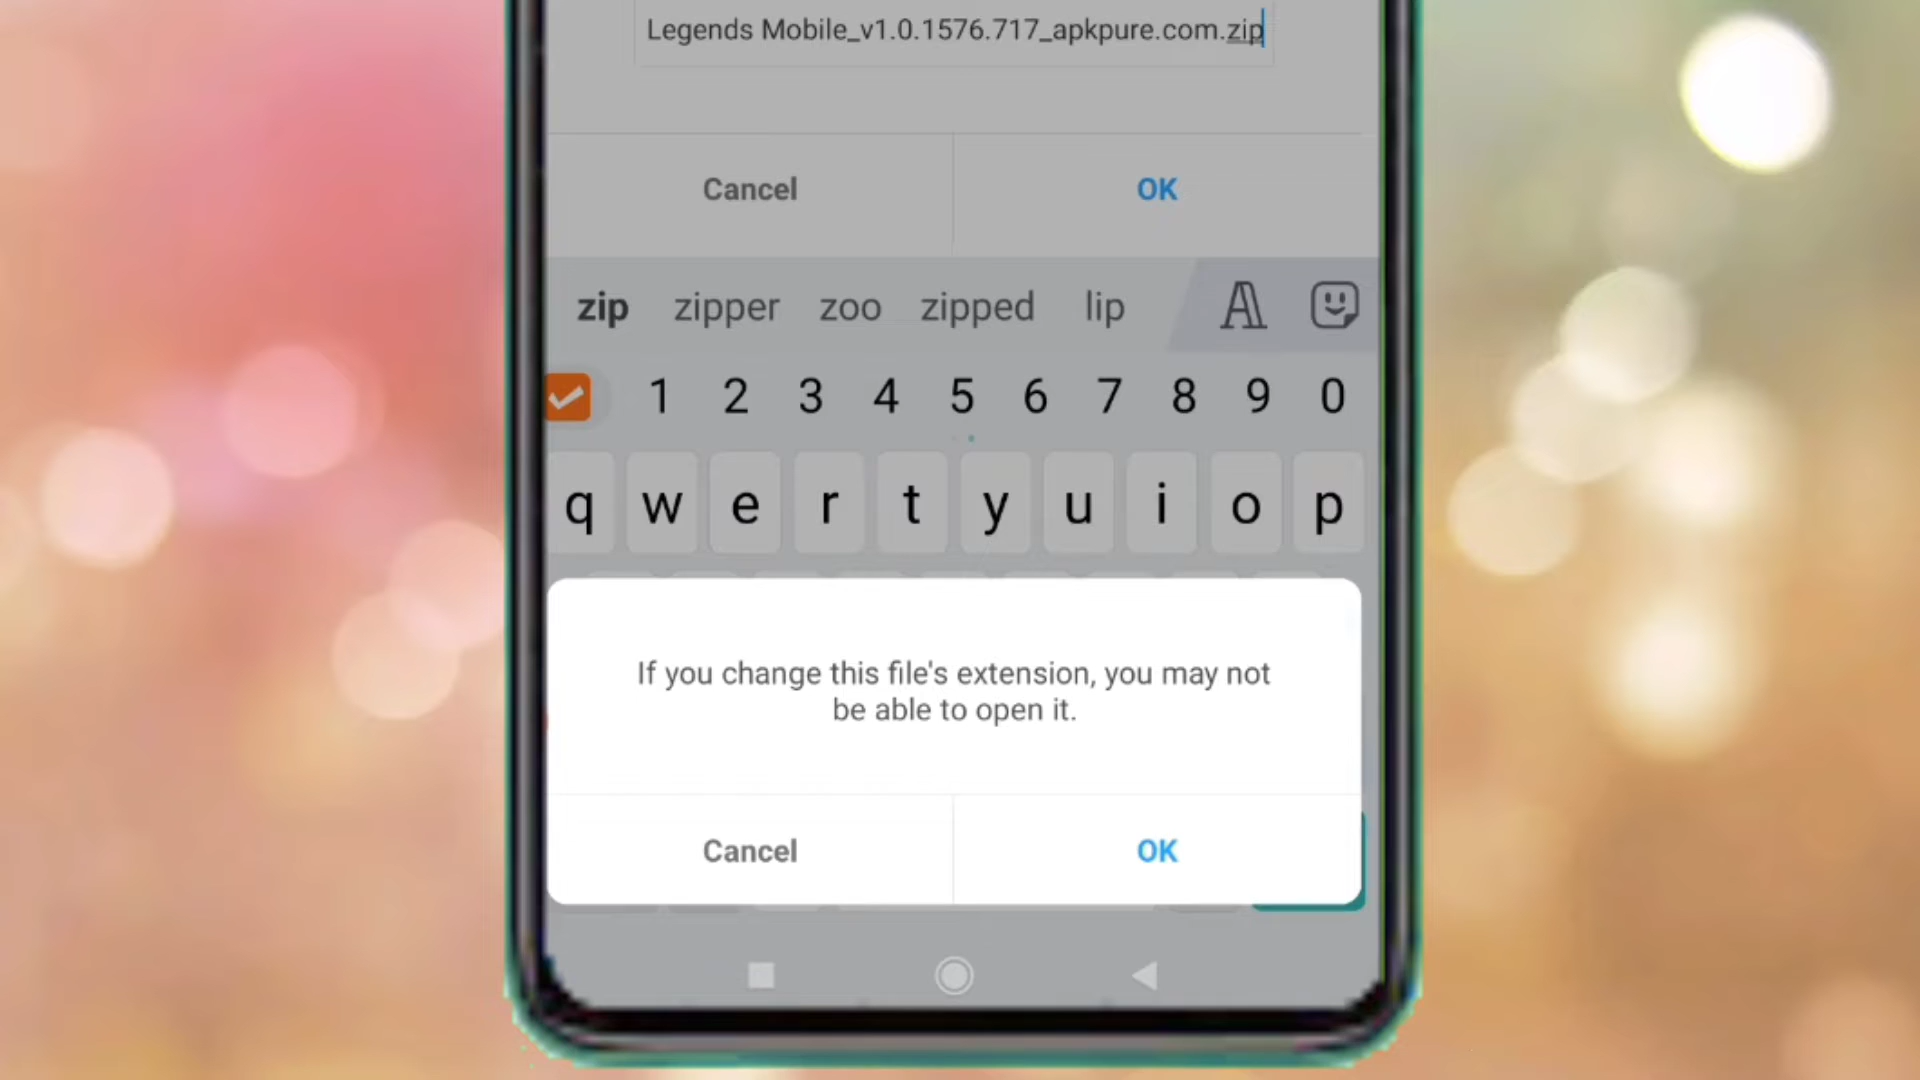 Legends Mobile_v1.0.1576.717_apkpure.com.zip
Cancel OK
zip zipper zoo zipped lip
1 2 3 4 5 6 7 8 9 0
q w e r t y u i o p
If you change this file's extension, you may not
be able to open it.
Cancel OK